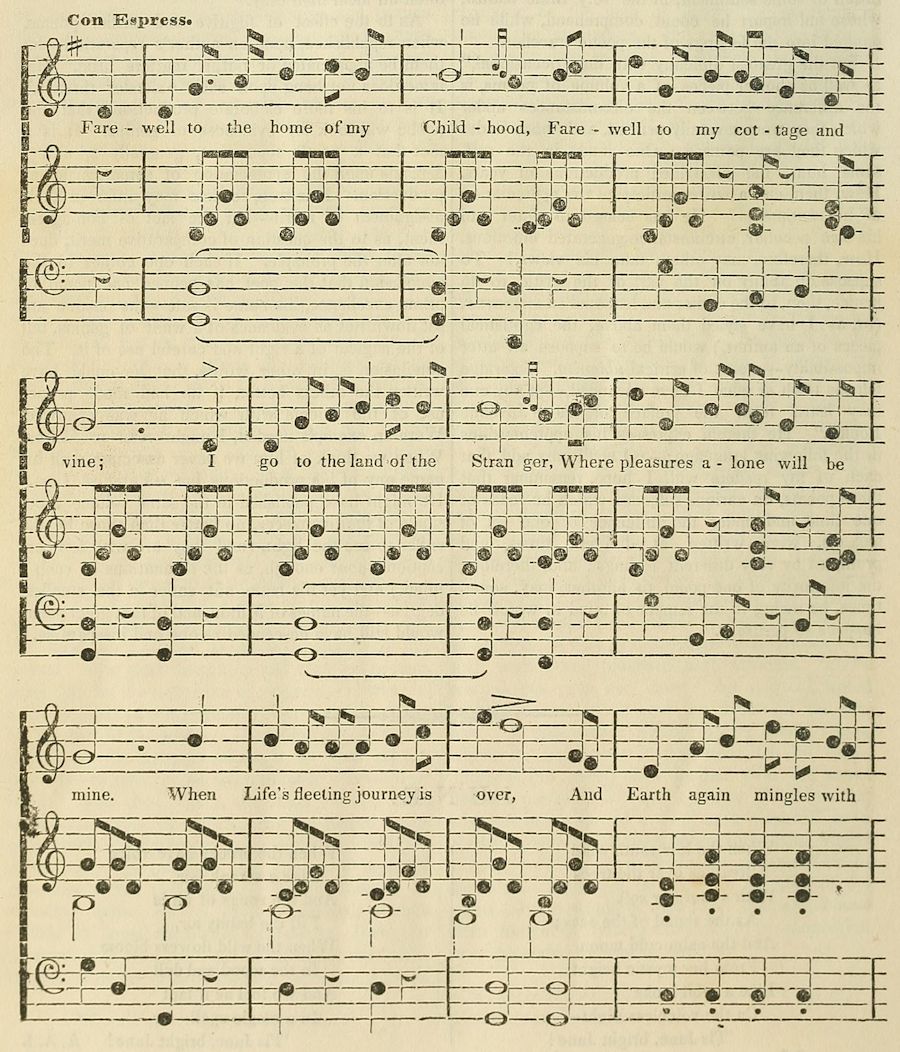 Con Espress.
Fare - well to the home of my Child - hood, Fare - well to my cot - tage and
vine; I go to the land of the Stran ger, Where pleasures a - lone will be
mine. When Life's fleeting journey is over, And Earth again mingles with